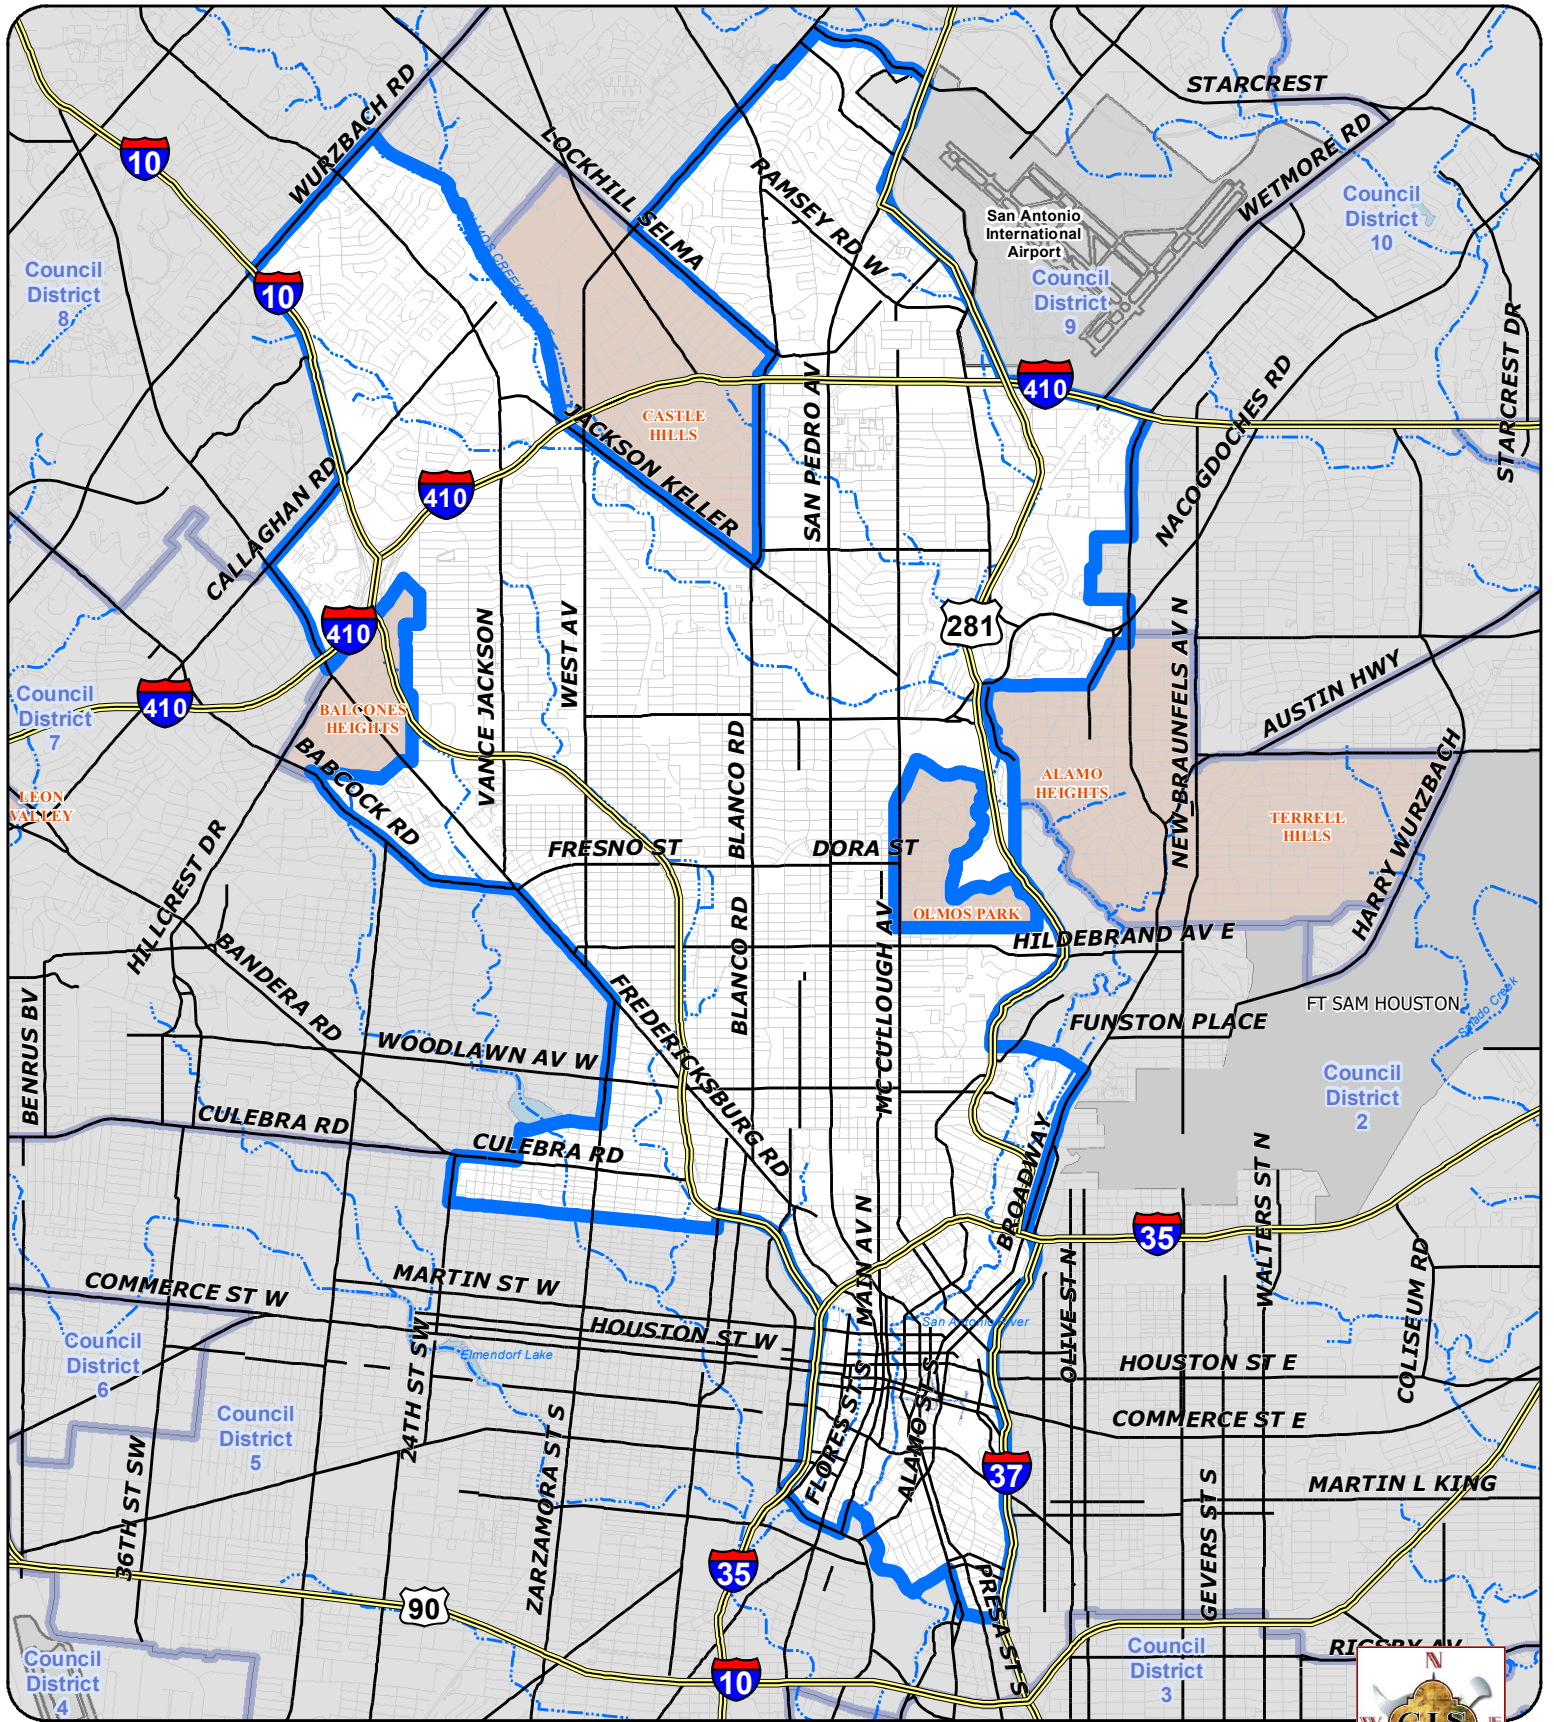 STARCREST
WURZBACH RD
LOCKHILL SELMA
WETMORE RD
10
RAMSEY RD W
Council
District
10
San Antonio
International
Airport
Council
District
8
Council
District
9
10
STARCREST DR
410
NACOGDOCHES RD
SAN PEDRO AV
CASTLE
HILLS
JACKSON KELLER
CALLAGHAN RD
410
410
281
VANCE JACKSON
WEST AV
NEW BRAUNFELS AV N
AUSTIN HWY
Council
District
7
410
BALCONES
HEIGHTS
BABCOCK RD
BLANCO RD
ALAMO
HEIGHTS
HARRY WURZBACH
LEON
VALLEY
TERRELL
HILLS
FRESNO ST
DORA ST
HILLCREST DR
OLMOS PARK
HILDEBRAND AV E
BANDERA RD
BLANCO RD
MC CULLOUGH AV
FREDERICKSBURG RD
FT SAM HOUSTON
Salado Creek
FUNSTON PLACE
BENRUS BV
WOODLAWN AV W
Council
District
2
CULEBRA RD
CULEBRA RD
BROADWAY
WALTERS ST N
MAIN AV N
35
OLIVE ST N
COLISEUM RD
MARTIN ST W
COMMERCE ST W
HOUSTON ST W
San Antonio River
Council
District
6
24TH ST SW
Elmendorf Lake
HOUSTON ST E
FLORES ST S
ALAMO ST S
COMMERCE ST E
Council
District
5
36TH ST SW
ZARZAMORA ST S
37
MARTIN L KING
GEVERS ST S
35
90
PRESA ST S
Council
District
4
10
Council
District
3
RIGSBY AV
N
W
GIS
E